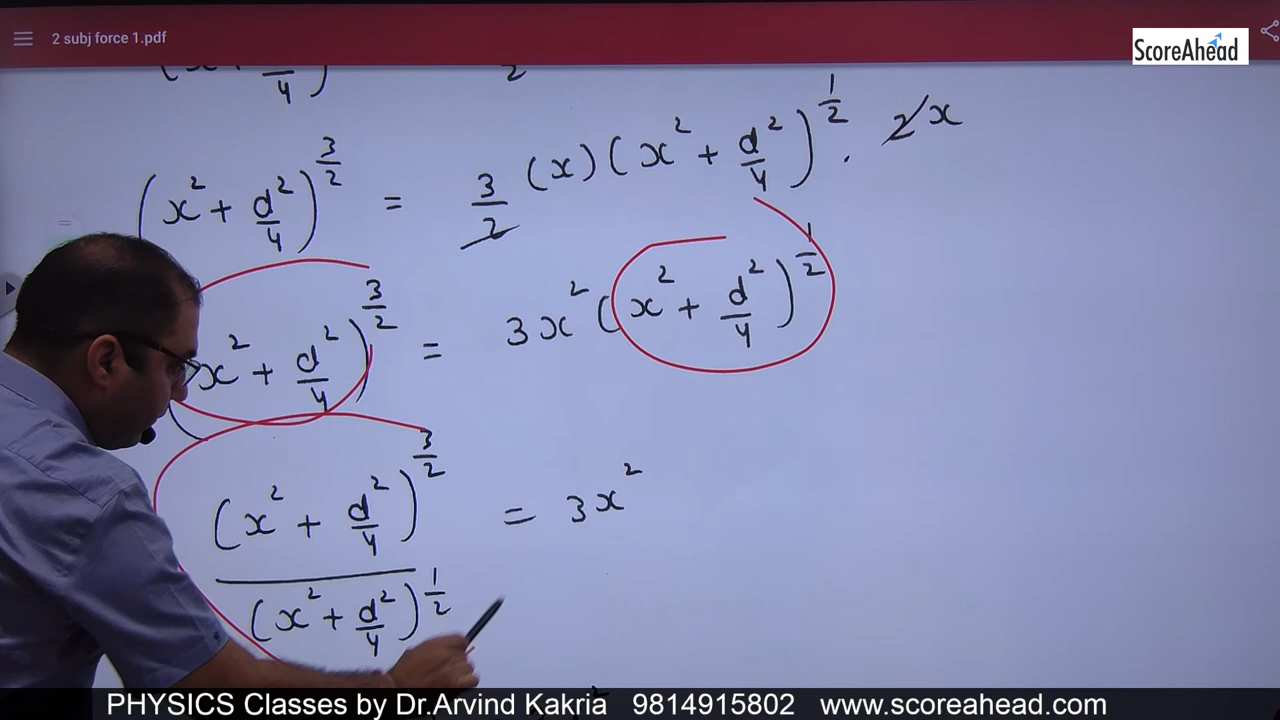 2 subj force 1.pdf
ScoreAhead
4 ) 2
(x² + d²/4)^(3/2) = 3/2 (x) (x² + d²/4)^(1/2) . 2x
x² + d²/4)^(3/2) = 3x² (x² + d²/4)^(1/2)
(x² + d²/4)^(3/2) / (x² + d²/4)^(1/2) = 3x²
PHYSICS Classes by Dr.Arvind Kakria 9814915802 www.scoreahead.com